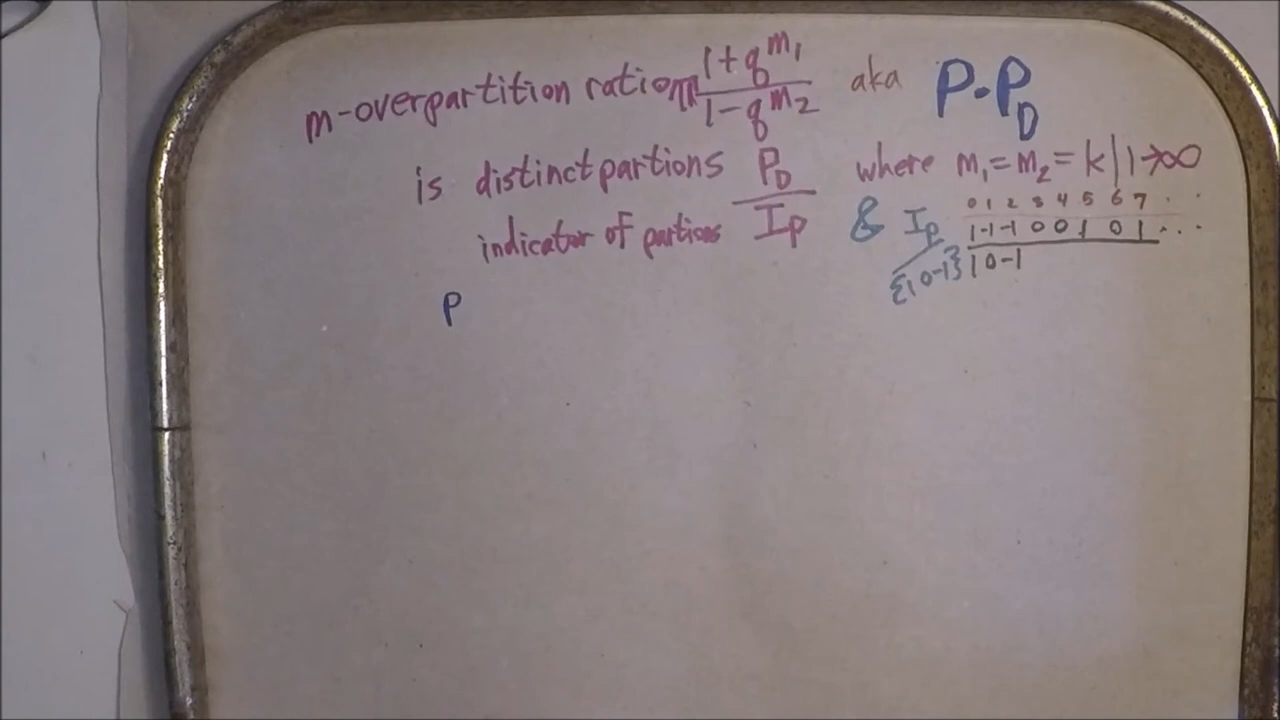 m-overpartition ration π 1+q^m₁ / 1-q^m₂ aka P·P_D
is distinct partions P_D where m₁=m₂=k|1→∞
0 1 2 3 4 5 6 7 . .
indicator of partions I_P & I_P 1 -1 -1 0 0 1 0 1 ...
{1,0-1} 1 0 -1
P